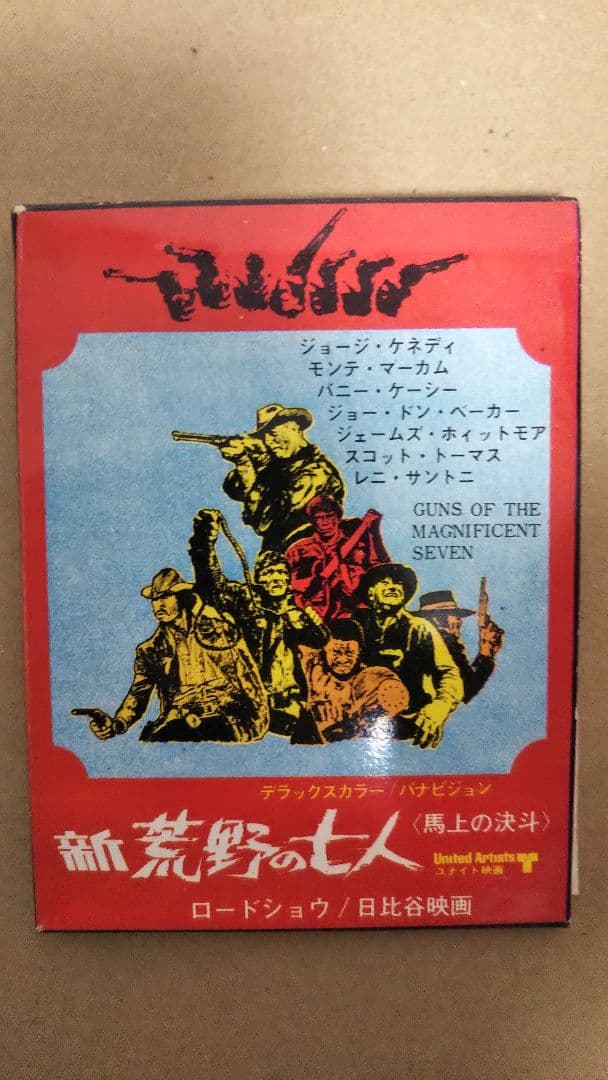 ジョージ・ケネディ
モンテ・マーカム
バニー・ケーシー
ジョー・ドン・ベーカー
ジェームズ・ホィットモア
スコット・トーマス
レニ・サントニ
GUNS OF THE
MAGNIFICENT
SEVEN
デラックスカラー/パナビジョン
新荒野の七人〈馬上の決斗〉
United Artists
ユナイト映画
ロードショウ/日比谷映画